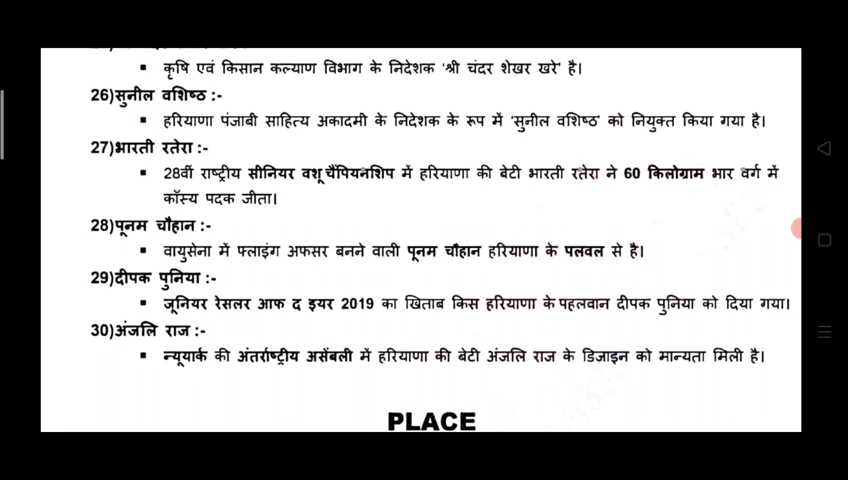 ▪ कृषि एवं किसान कल्याण विभाग के निदेशक 'श्री चंदर शेखर खरे' है।
26)सुनील वशिष्ठ :-
▪ हरियाणा पंजाबी साहित्य अकादमी के निदेशक के रूप में 'सुनील वशिष्ठ' को नियुक्त किया गया है।
27)भारती रतेरा :-
▪ 28वीं राष्ट्रीय सीनियर वशू चैंपियनशिप में हरियाणा की बेटी भारती रतेरा ने 60 किलोग्राम भार वर्ग में
कॉंस्य पदक जीता।
28)पूनम चौहान :-
▪ वायुसेना में फ्लाइंग अफसर बनने वाली पूनम चौहान हरियाणा के पलवल से है।
29)दीपक पुनिया :-
▪ जूनियर रेसलर आफ द इयर 2019 का खिताब किस हरियाणा के पहलवान दीपक पुनिया को दिया गया।
30)अंजलि राज :-
▪ न्यूयार्क की अंतर्राष्ट्रीय असेंबली में हरियाणा की बेटी अंजलि राज के डिज़ाइन को मान्यता मिली है।
PLACE